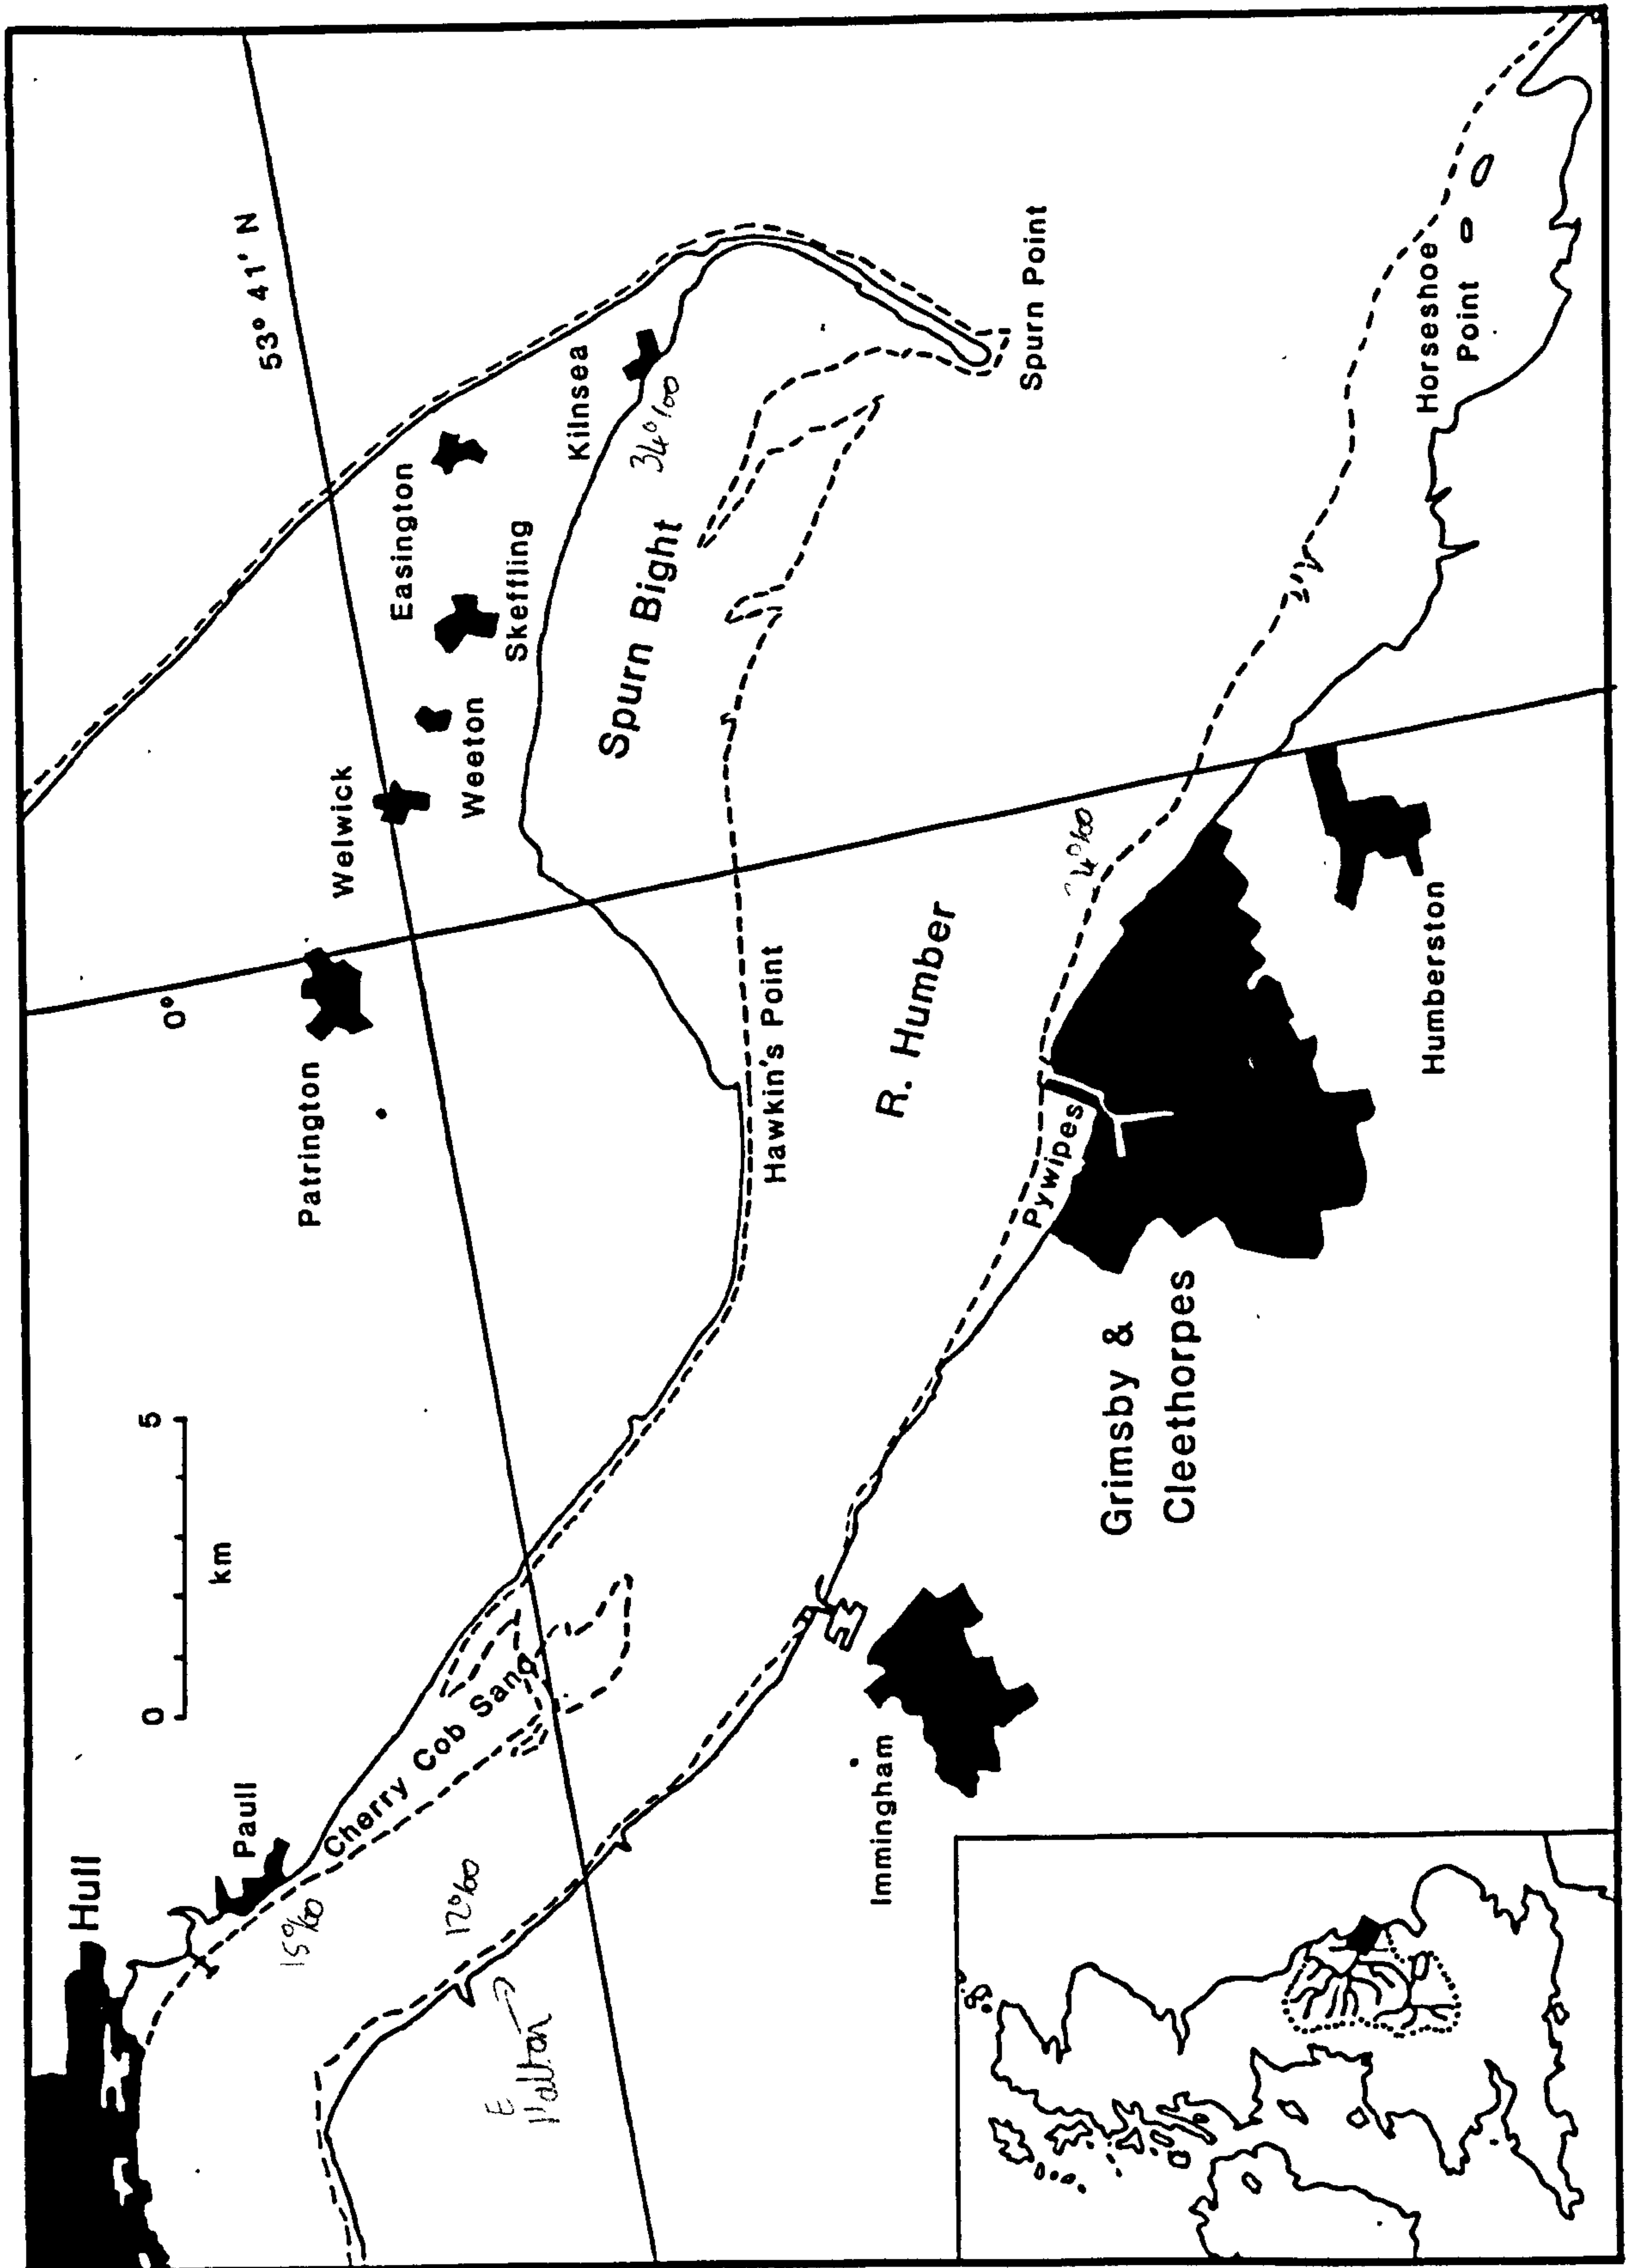 Hull
Paull
15‰
Cherry Cob Sand
12‰
E
Halton
0
5
km
53° 41' N
0°
Patrington
Welwick
Weeton
Easington
Skeffling
Kilnsea
34‰
Spurn Bight
Spurn Point
Hawkin's Point
R. Humber
Pywipes
Immingham
Grimsby &
Cleethorpes
Humberston
Horseshoe
Point